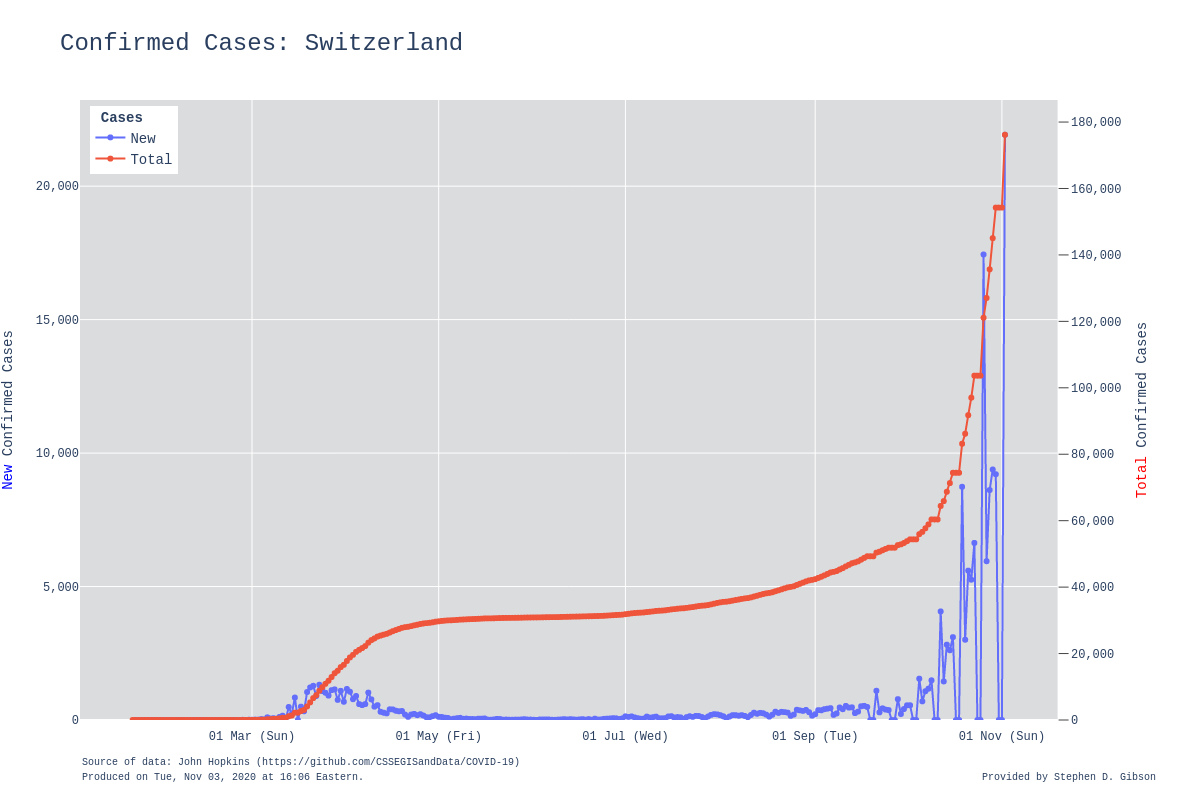 Confirmed Cases: Switzerland
Cases
New
Total
20,000
15,000
10,000
5,000
0
New Confirmed Cases
180,000
160,000
140,000
120,000
100,000
80,000
60,000
40,000
20,000
0
Total Confirmed Cases
01 Mar (Sun)
01 May (Fri)
01 Jul (Wed)
01 Sep (Tue)
01 Nov (Sun)
Source of data: John Hopkins (https://github.com/CSSEGISandData/COVID-19)
Produced on Tue, Nov 03, 2020 at 16:06 Eastern.
Provided by Stephen D. Gibson